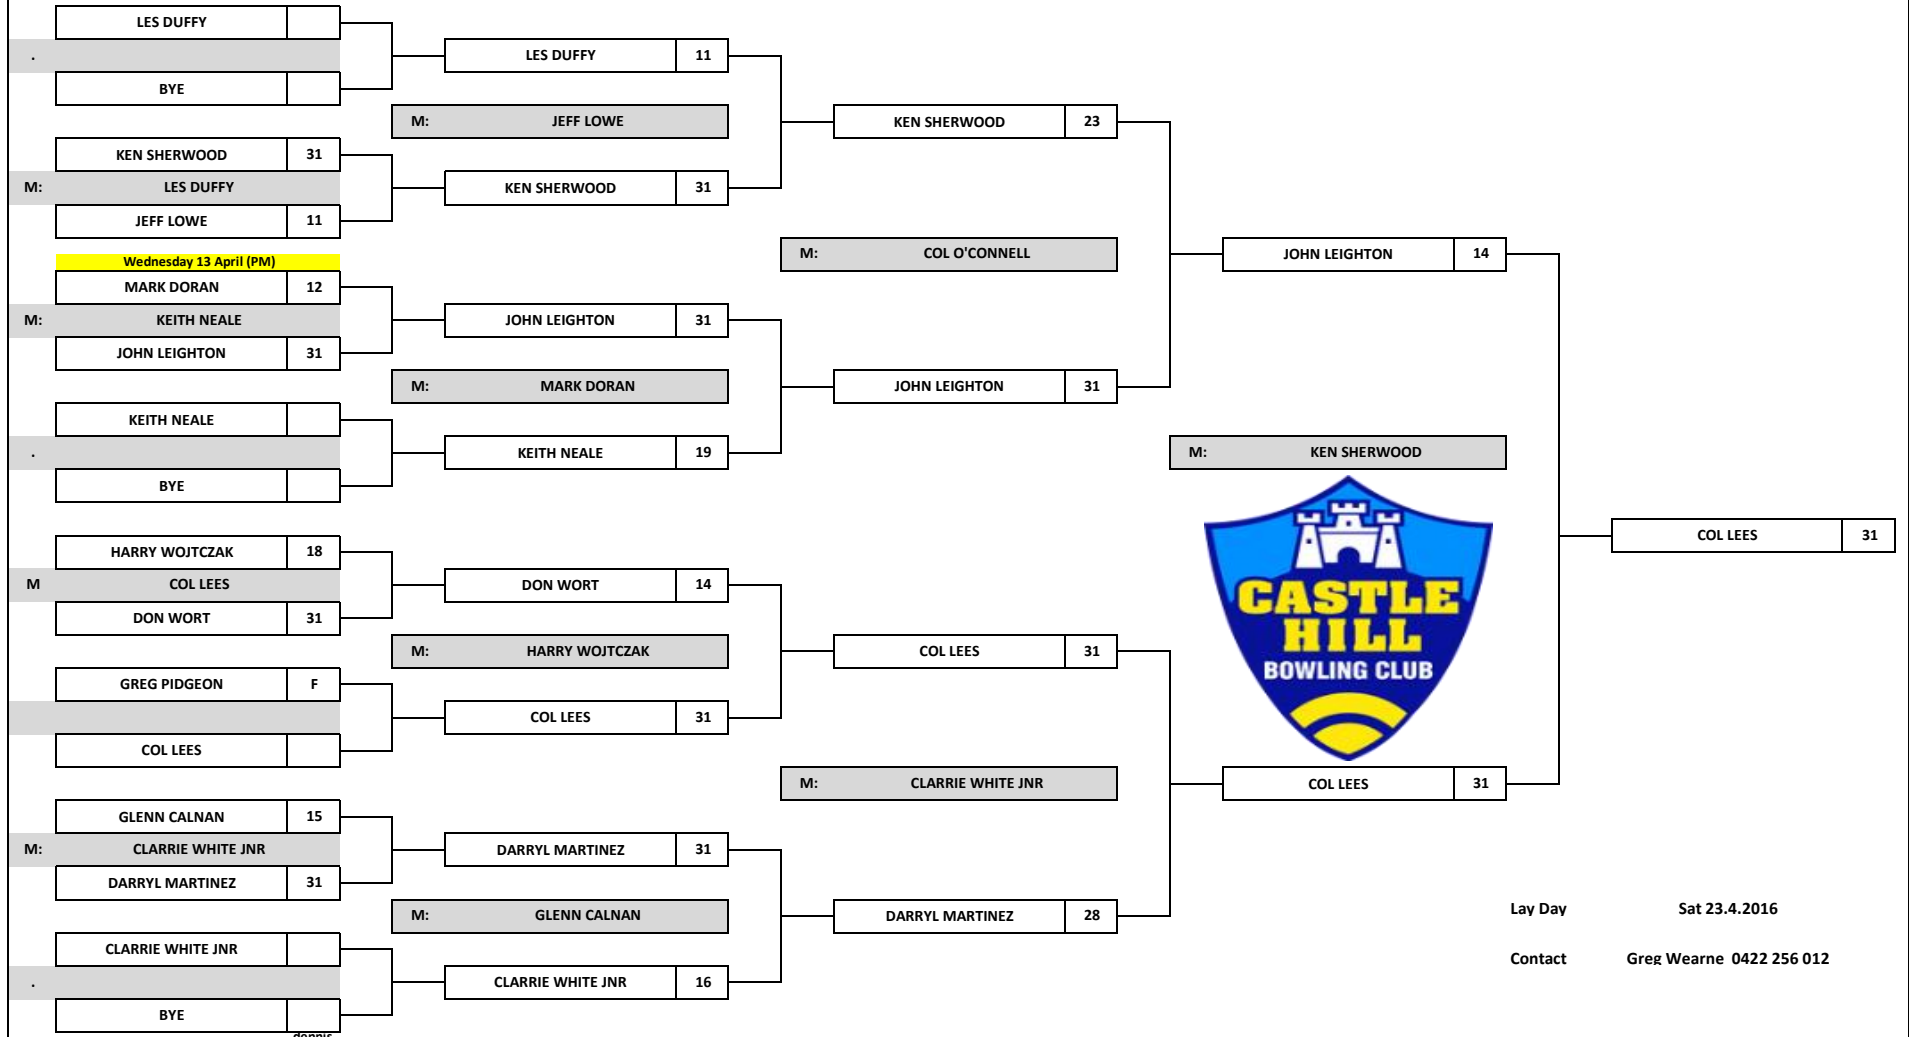 LES DUFFY
.
BYE
KEN SHERWOOD 31
M: LES DUFFY
JEFF LOWE 11
Wednesday 13 April (PM)
MARK DORAN 12
M: KEITH NEALE
JOHN LEIGHTON 31
KEITH NEALE
.
BYE
HARRY WOJTCZAK 18
M COL LEES
DON WORT 31
GREG PIDGEON F
COL LEES
GLENN CALNAN 15
M: CLARRIE WHITE JNR
DARRYL MARTINEZ 31
CLARRIE WHITE JNR
.
BYE
dennis
LES DUFFY 11
M: JEFF LOWE
KEN SHERWOOD 31
JOHN LEIGHTON 31
M: MARK DORAN
KEITH NEALE 19
DON WORT 14
M: HARRY WOJTCZAK
COL LEES 31
DARRYL MARTINEZ 31
M: GLENN CALNAN
CLARRIE WHITE JNR 16
KEN SHERWOOD 23
M: COL O'CONNELL
JOHN LEIGHTON 31
COL LEES 31
M: CLARRIE WHITE JNR
DARRYL MARTINEZ 28
JOHN LEIGHTON 14
M: KEN SHERWOOD
CASTLE
HILL
BOWLING CLUB
COL LEES 31
COL LEES 31
Lay Day Sat 23.4.2016
Contact Greg Wearne 0422 256 012